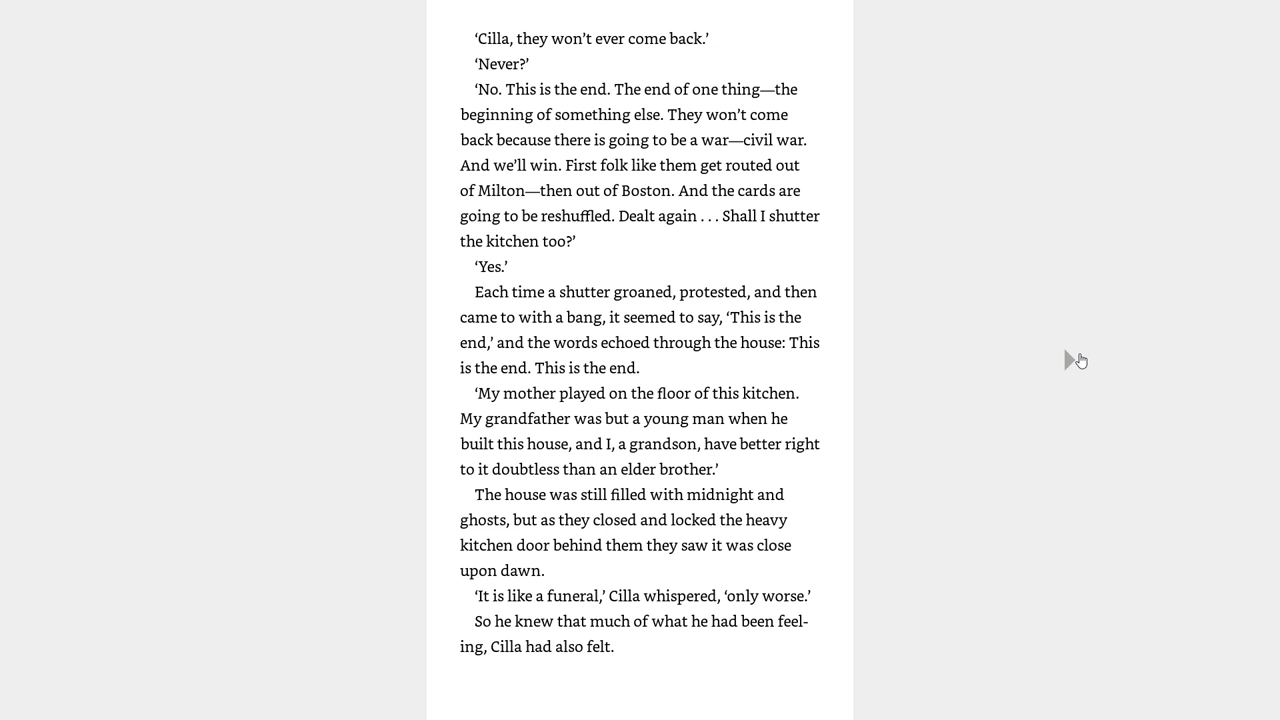 ‘Cilla, they won’t ever come back.’
‘Never?’
‘No. This is the end. The end of one thing—the
beginning of something else. They won’t come
back because there is going to be a war—civil war.
And we’ll win. First folk like them get routed out
of Milton—then out of Boston. And the cards are
going to be reshuffled. Dealt again . . . Shall I shutter
the kitchen too?’
‘Yes.’
Each time a shutter groaned, protested, and then
came to with a bang, it seemed to say, ‘This is the
end,’ and the words echoed through the house: This
is the end. This is the end.
‘My mother played on the floor of this kitchen.
My grandfather was but a young man when he
built this house, and I, a grandson, have better right
to it doubtless than an elder brother.’
The house was still filled with midnight and
ghosts, but as they closed and locked the heavy
kitchen door behind them they saw it was close
upon dawn.
‘It is like a funeral,’ Cilla whispered, ‘only worse.’
So he knew that much of what he had been feel-
ing, Cilla had also felt.